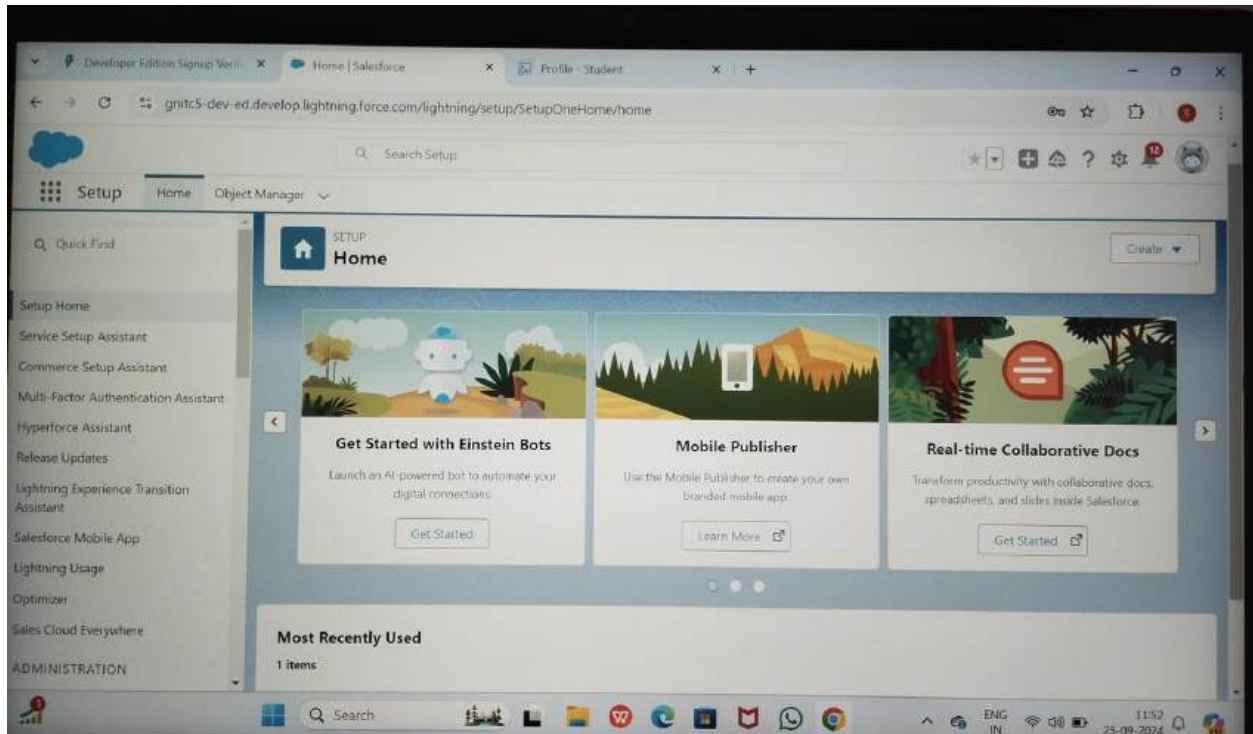 Developer Edition Signup Verifi
Home | Salesforce
Profile - Student
gnitc5-dev-ed.develop.lightning.force.com/lightning/setup/SetupOneHome/home
S
Search Setup
12
Setup
Home
Object Manager
Quick Find
SETUP
Home
Create
Setup Home
Service Setup Assistant
Commerce Setup Assistant
Multi-Factor Authentication Assistant
Hyperforce Assistant
Release Updates
Lightning Experience Transition
Assistant
Salesforce Mobile App
Lightning Usage
Optimizer
Sales Cloud Everywhere
ADMINISTRATION
Get Started with Einstein Bots
Launch an AI-powered bot to automate your
digital connections.
Get Started
Mobile Publisher
Use the Mobile Publisher to create your own
branded mobile app.
Learn More
Real-time Collaborative Docs
Transform productivity with collaborative docs,
spreadsheets, and slides inside Salesforce.
Get Started
Most Recently Used
1 items
Search
ENG
IN
11:52
25-09-2024